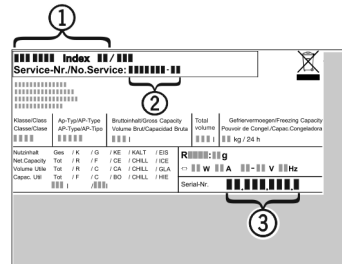 1
Index /
Service-Nr./No.Service: -
2
Klasse/Class
Classe/Clase
Ap-Typ/AP-Type
AP-Type/AP-Tipo
Bruttoinhalt/Gross Capacity
Volume Brut/Capacidad Bruta
l
Total
volume
l
Gefriervermoegen/Freezing Capacity
Pouvoir de Congel./Capac.Congeladora
kg / 24 h
Nutzinhalt Ges / K / G / KE / KALT / EIS
Net.Capacity Tot / R / F / CE / CHILL / ICE
Volume Utile Tot / R / C / CA / CHILL / GLA
Capac. Util Tot / F / C / BO / CHILL / HIE
l / l
R : g
W A - V Hz
Serial-Nr. . . .
3